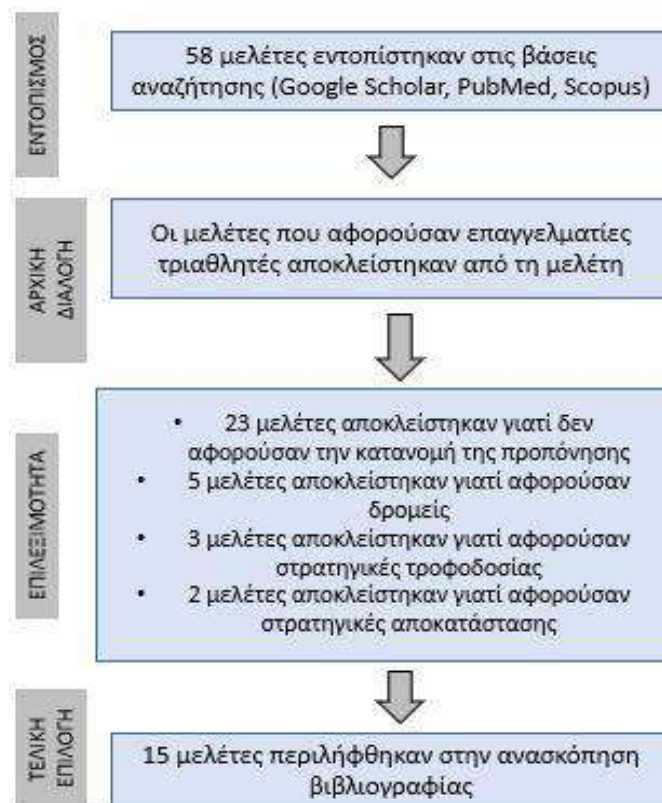 ΕΝΤΟΠΙΣΜΟΣ
58 μελέτες εντοπίστηκαν στις βάσεις
αναζήτησης (Google Scholar, PubMed, Scopus)
ΑΡΧΙΚΗ
ΔΙΑΛΟΓΗ
Οι μελέτες που αφορούσαν επαγγελματίες
τριαθλητές αποκλείστηκαν από τη μελέτη
ΕΠΙΛΕΞΙΜΟΤΗΤΑ
• 23 μελέτες αποκλείστηκαν γιατί δεν
αφορούσαν την κατανομή της προπόνησης
• 5 μελέτες αποκλείστηκαν γιατί αφορούσαν
δρομείς
• 3 μελέτες αποκλείστηκαν γιατί αφορούσαν
στρατηγικές τροφοδοσίας
• 2 μελέτες αποκλείστηκαν γιατί αφορούσαν
στρατηγικές αποκατάστασης
ΤΕΛΙΚΗ
ΕΠΙΛΟΓΗ
15 μελέτες περιλήφθηκαν στην ανασκόπηση
βιβλιογραφίας